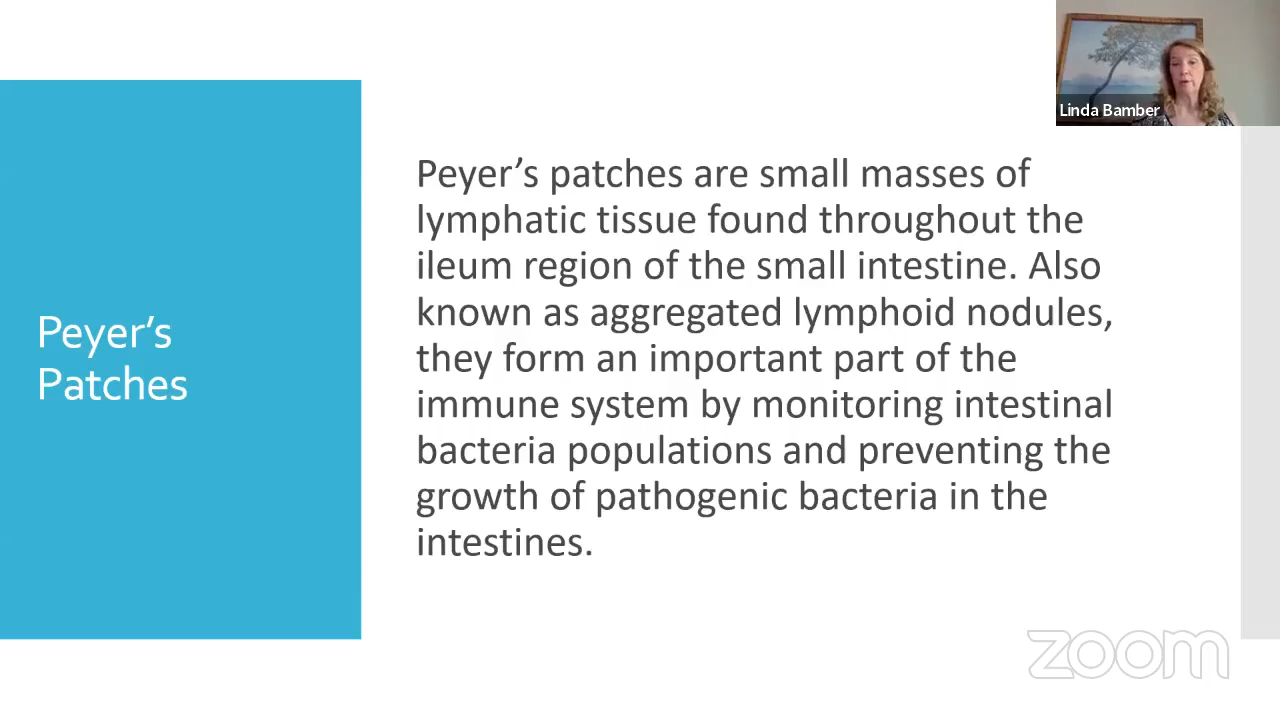 Linda Bamber
Peyer’s
Patches
Peyer’s patches are small masses of
lymphatic tissue found throughout the
ileum region of the small intestine. Also
known as aggregated lymphoid nodules,
they form an important part of the
immune system by monitoring intestinal
bacteria populations and preventing the
growth of pathogenic bacteria in the
intestines.
zoom